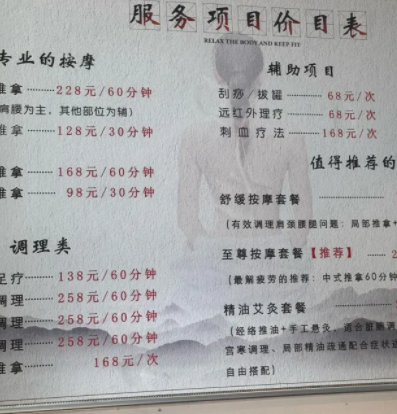 服务项目价目表
RELAX THE BODY AND KEEP FIT
专业的按摩
推拿 228元/60分钟
肩腰为主，其他部位为辅）
推拿 128元/30分钟
推拿 168元/60分钟
推拿 98元/30分钟
调理类
足疗 138元/60分钟
调理 258元/60分钟
调理 258元/60分钟
调理 258元/60分钟
推拿 168元/次
辅助项目
刮痧/拔罐 68元/次
远红外理疗 68元/次
刺血疗法 168元/次
值得推荐的
舒缓按摩套餐
（有效调理肩颈腰腿问题：局部推拿+
至尊按摩套餐【推荐】 2
（最解疲劳的推荐：中式推拿60分钟
精油艾灸套餐
（经络推油+手工悬灸，适合脏腑调
宫寒调理、局部精油疏通配合症状
自由搭配）